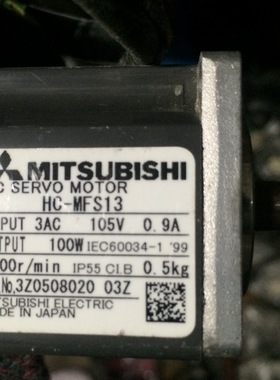 MITSUBISHI
C SERVO MOTOR
HC-MFS13
PUT 3AC 105V 0.9A
TPUT 100W IEC60034-1 '99
00r/min IP55 CI.B 0.5kg
No.3Z0508020 03Z
TSUBISHI ELECTRIC
DE IN JAPAN